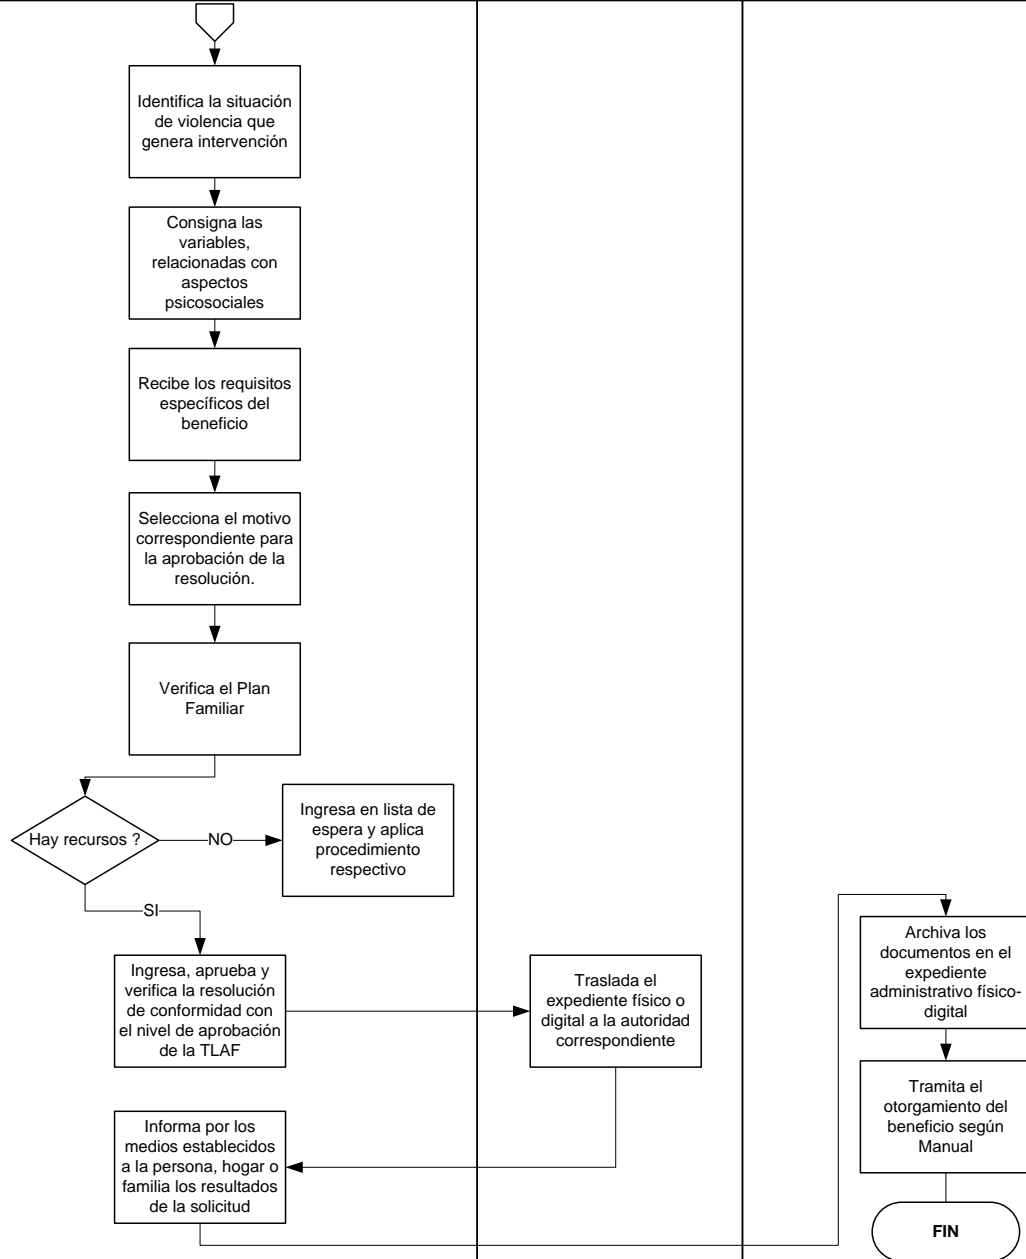 Identifica la situación
de violencia que
genera intervención
Consigna las
variables,
relacionadas con
aspectos
psicosociales
Recibe los requisitos
específicos del
beneficio
Selecciona el motivo
correspondiente para
la aprobación de la
resolución.
Verifica el Plan
Familiar
Hay recursos ?
NO
Ingresa en lista de
espera y aplica
procedimiento
respectivo
SI
Ingresa, aprueba y
verifica la resolución
de conformidad con
el nivel de aprobación
de la TLAF
Traslada el
expediente físico o
digital a la autoridad
correspondiente
Informa por los
medios establecidos
a la persona, hogar o
familia los resultados
de la solicitud
Archiva los
documentos en el
expediente
administrativo físico-
digital
Tramita el
otorgamiento del
beneficio según
Manual
FIN